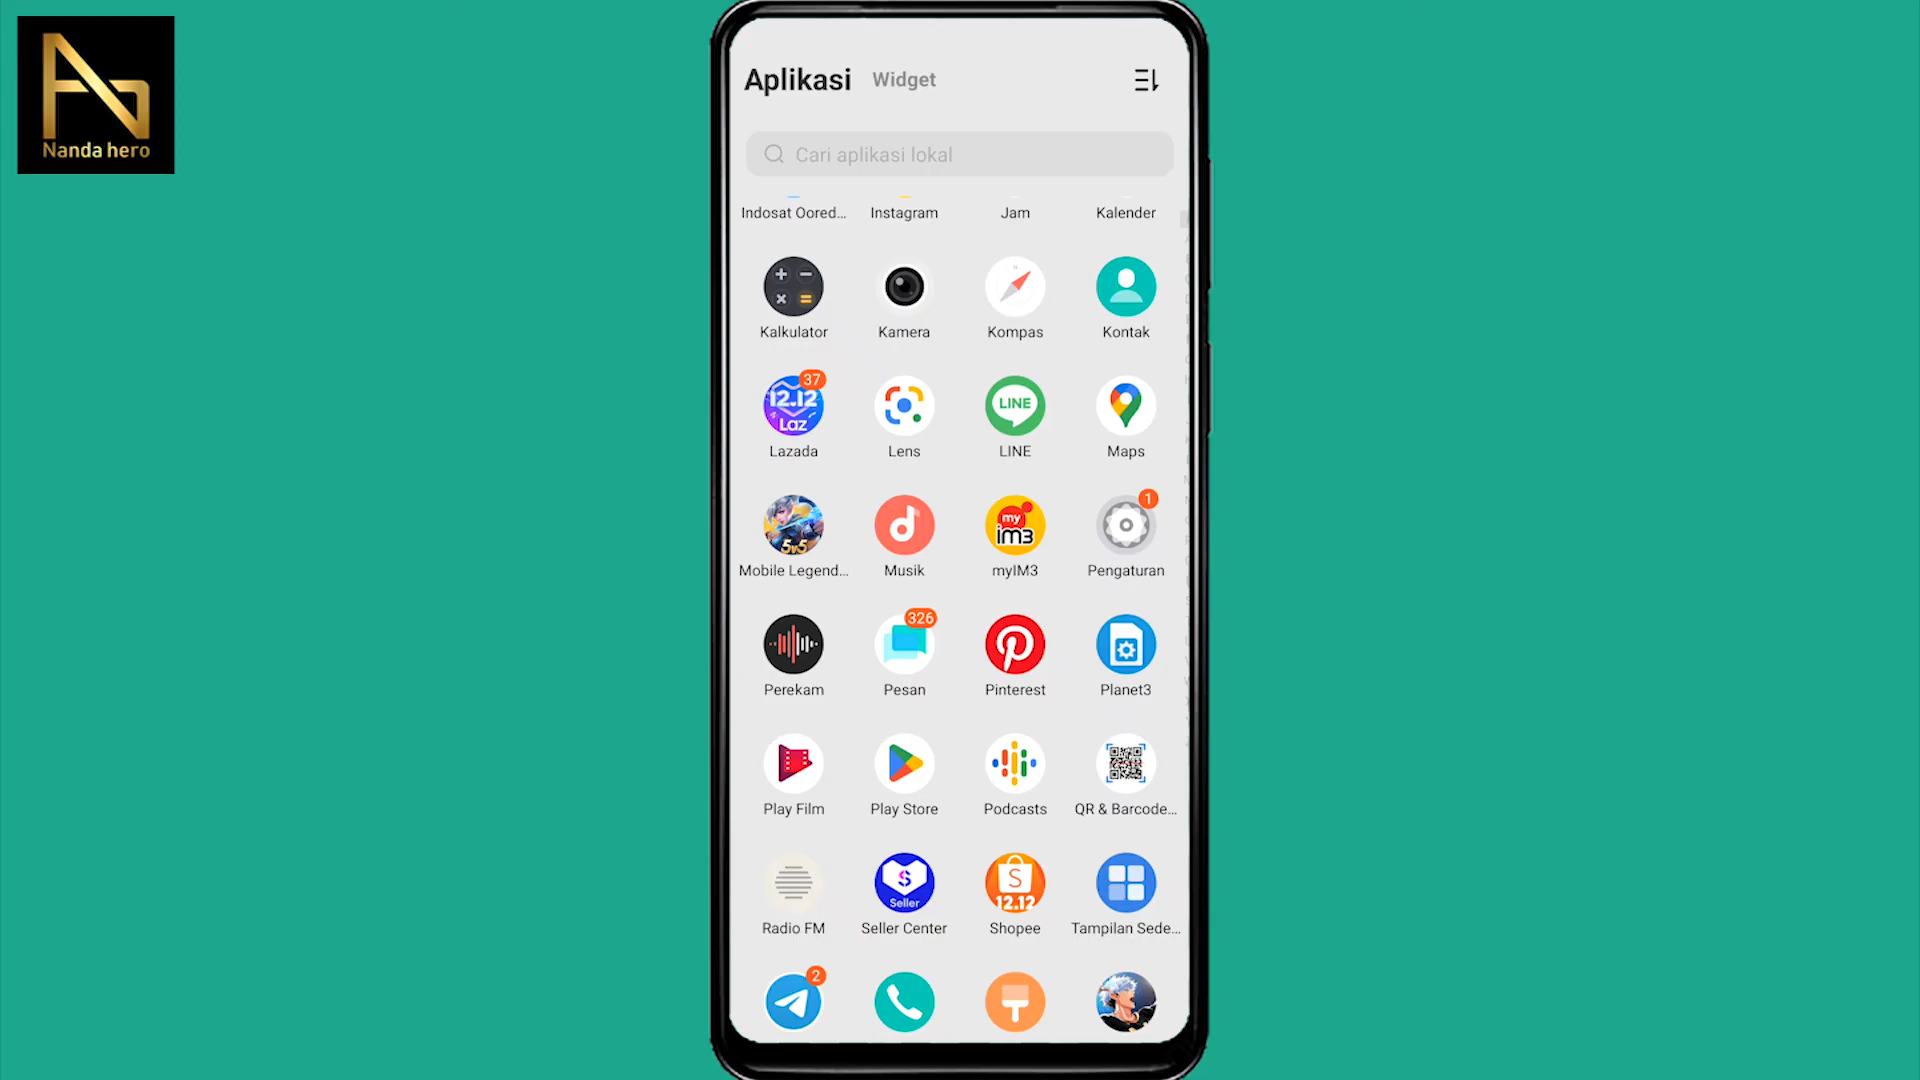 Nanda hero
Aplikasi Widget
Cari aplikasi lokal
Indosat Oored... Instagram Jam Kalender
Kalkulator Kamera Kompas Kontak
37
12.12
Laz
LINE
Lazada Lens LINE Maps
1
my
im3
5v5
Mobile Legend... Musik myIM3 Pengaturan
326
Perekam Pesan Pinterest Planet3
Play Film Play Store Podcasts QR & Barcode...
Seller
S
12.12
Radio FM Seller Center Shopee Tampilan Sede...
2